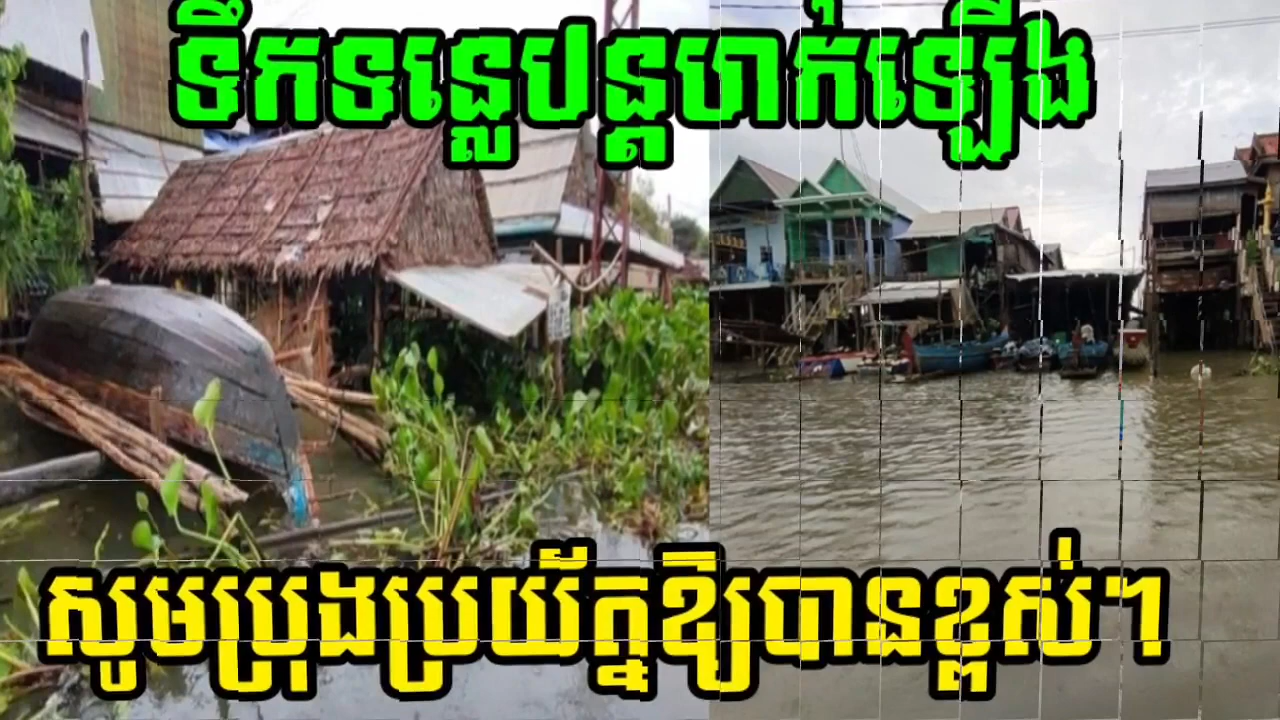 ទឹកទន្លេបន្តហក់ឡើង
សូមប្រុងប្រយ័ត្នឱ្យបានខ្ពស់ៗ